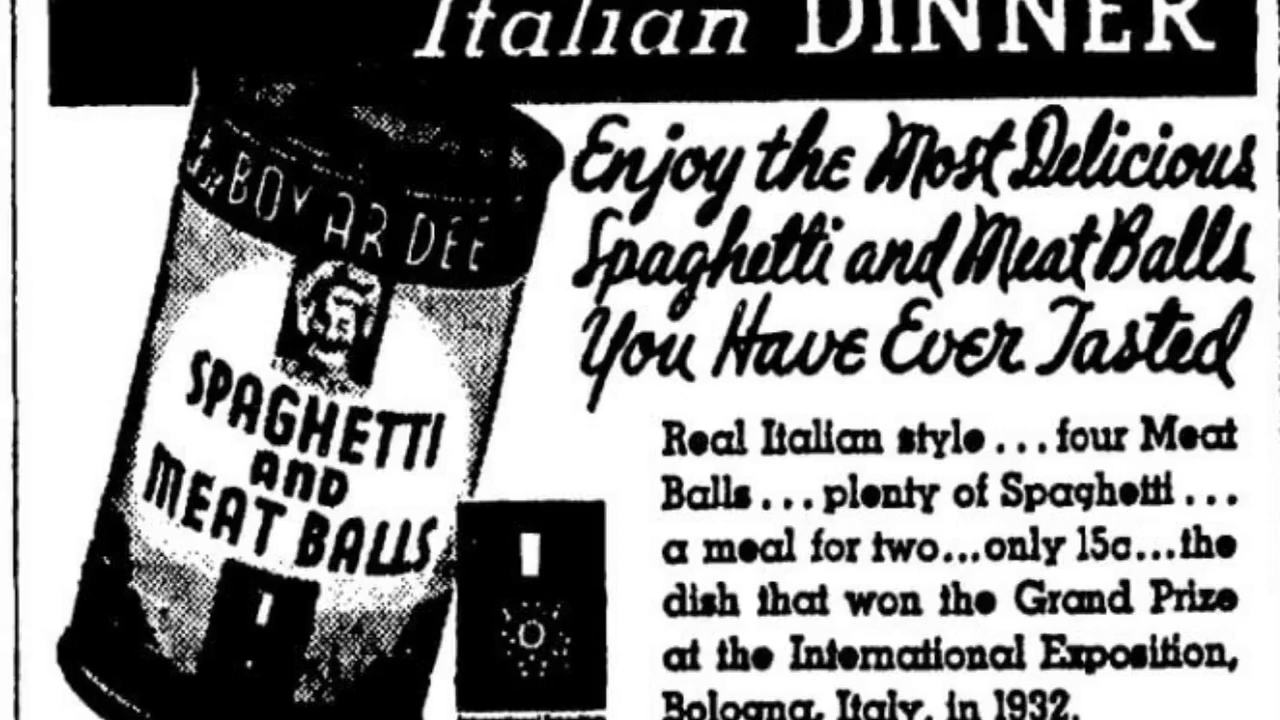 Italian DINNER
BOY AR DEE
SPAGHETTI
AND
MEAT BALLS
Enjoy the Most Delicious
Spaghetti and Meat Balls
You Have Ever Tasted
Real Italian style...four Meat
Balls...plenty of Spaghetti...
a meal for two...only 15c...the
dish that won the Grand Prize
at the International Exposition,
Bologna, Italy, in 1932.